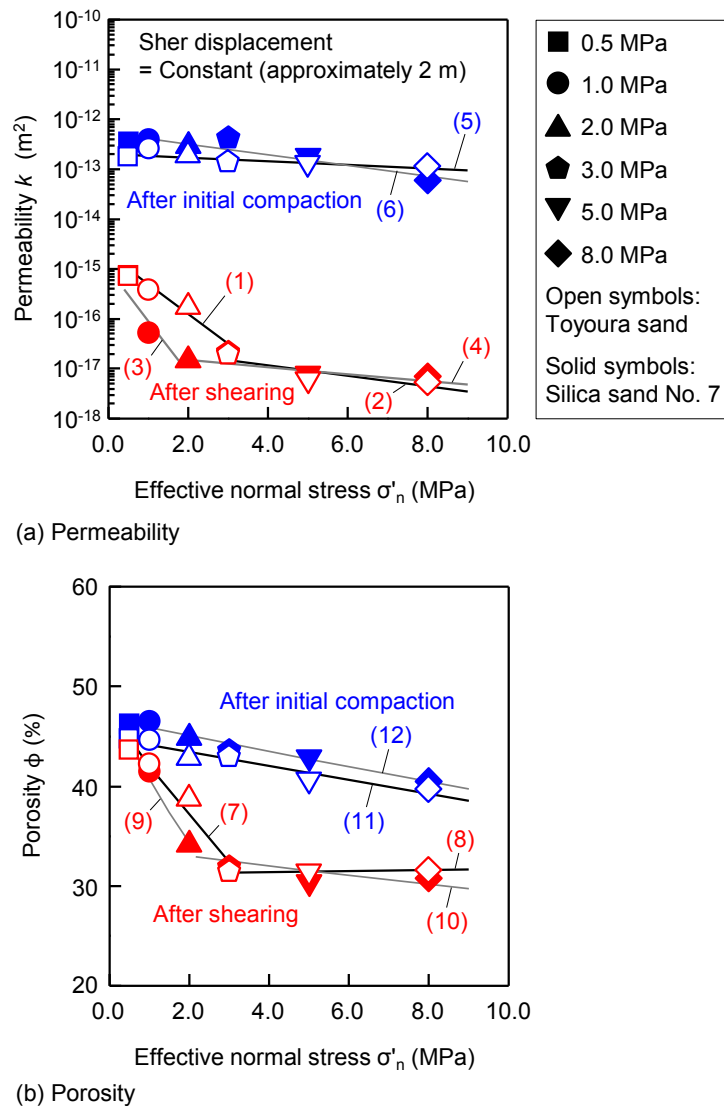 10⁻¹⁰
10⁻¹¹
10⁻¹²
10⁻¹³
10⁻¹⁴
10⁻¹⁵
10⁻¹⁶
10⁻¹⁷
10⁻¹⁸
Permeability k (m²)
Sher displacement
= Constant (approximately 2 m)
(5)
After initial compaction
(6)
(1)
(3)
(4)
After shearing
(2)
0.0 2.0 4.0 6.0 8.0 10.0
Effective normal stress σ'ₙ (MPa)
(a) Permeability
0.5 MPa
1.0 MPa
2.0 MPa
3.0 MPa
5.0 MPa
8.0 MPa
Open symbols:
Toyoura sand
Solid symbols:
Silica sand No. 7
60
50
40
30
20
Porosity ϕ (%)
After initial compaction
(12)
(11)
(9)
(7)
(8)
After shearing
(10)
0.0 2.0 4.0 6.0 8.0 10.0
Effective normal stress σ'ₙ (MPa)
(b) Porosity